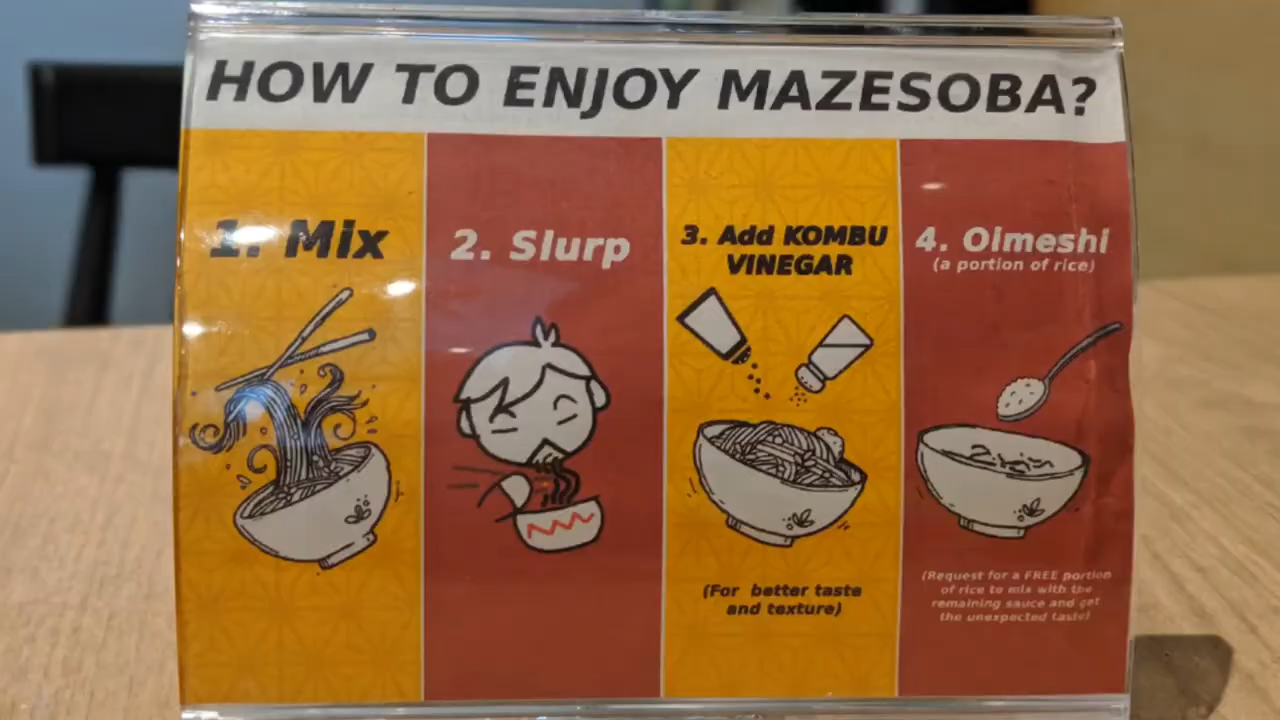 HOW TO ENJOY MAZESOBA?
1. Mix
2. Slurp
3. Add KOMBU
VINEGAR
(For better taste
and texture)
4. Oimeshi
(a portion of rice)
(Request for a FREE portion
of rice to mix with the
remaining sauce and get
the unexpected taste)